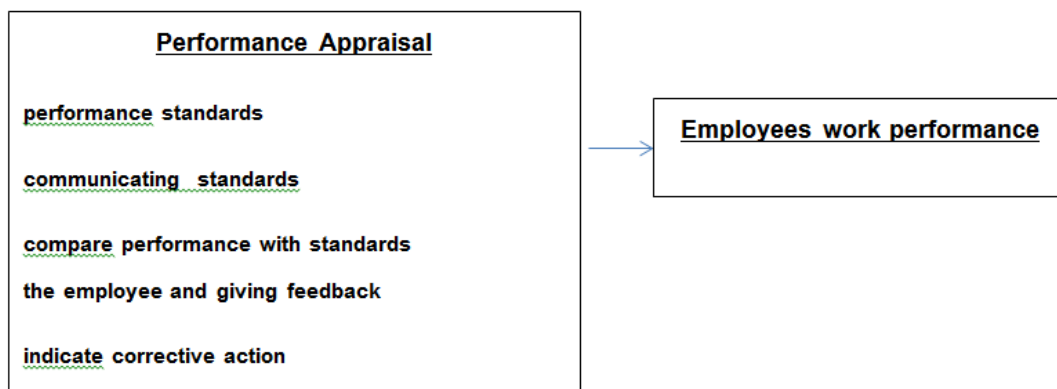 Performance Appraisal
performance standards
communicating standards
compare performance with standards
the employee and giving feedback
indicate corrective action
Employees work performance